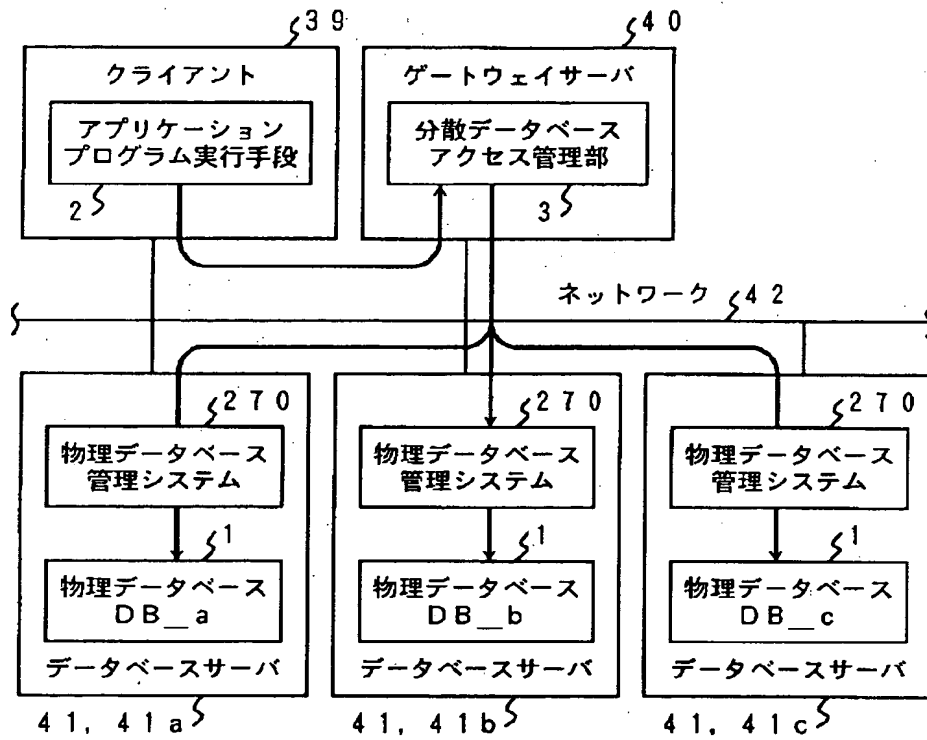 ３９
４０
クライアント
アプリケーション
プログラム実行手段
２
ゲートウェイサーバ
分散データベース
アクセス管理部
３
ネットワーク
４２
２７０
物理データベース
管理システム
１
物理データベース
ＤＢ＿ａ
データベースサーバ
４１，４１ａ
２７０
物理データベース
管理システム
１
物理データベース
ＤＢ＿ｂ
データベースサーバ
４１，４１ｂ
２７０
物理データベース
管理システム
１
物理データベース
ＤＢ＿ｃ
データベースサーバ
４１，４１ｃ